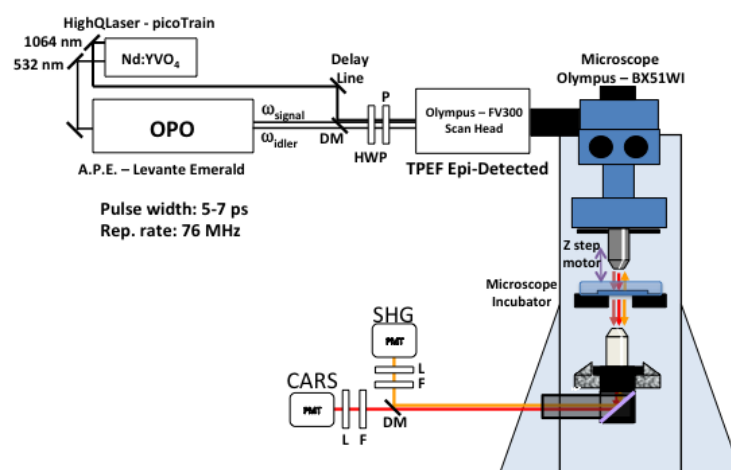 HighQLaser - picoTrain
1064 nm
532 nm
Nd:YVO4
Delay
Line
Microscope
Olympus – BX51WI
OPO
ωsignal
ωidler
P
DM
HWP
Olympus – FV300
Scan Head
A.P.E. – Levante Emerald
TPEF Epi-Detected
Pulse width: 5-7 ps
Rep. rate: 76 MHz
Z step
motor
Microscope
Incubator
SHG
PMT
L
F
CARS
PMT
L
F
DM